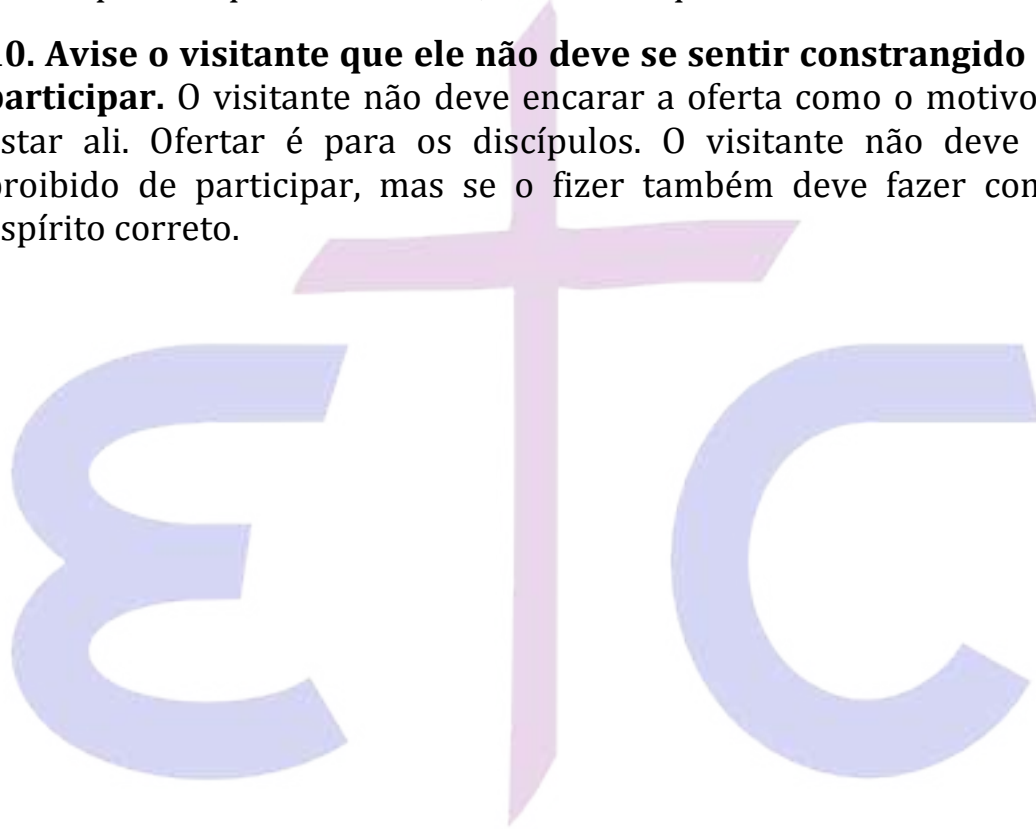 10. Avise o visitante que ele não deve se sentir constrangido
participar. O visitante não deve encarar a oferta como o motivo
star ali. Ofertar é para os discípulos. O visitante não deve
proibido de participar, mas se o fizer também deve fazer
spírito correto.
ETC